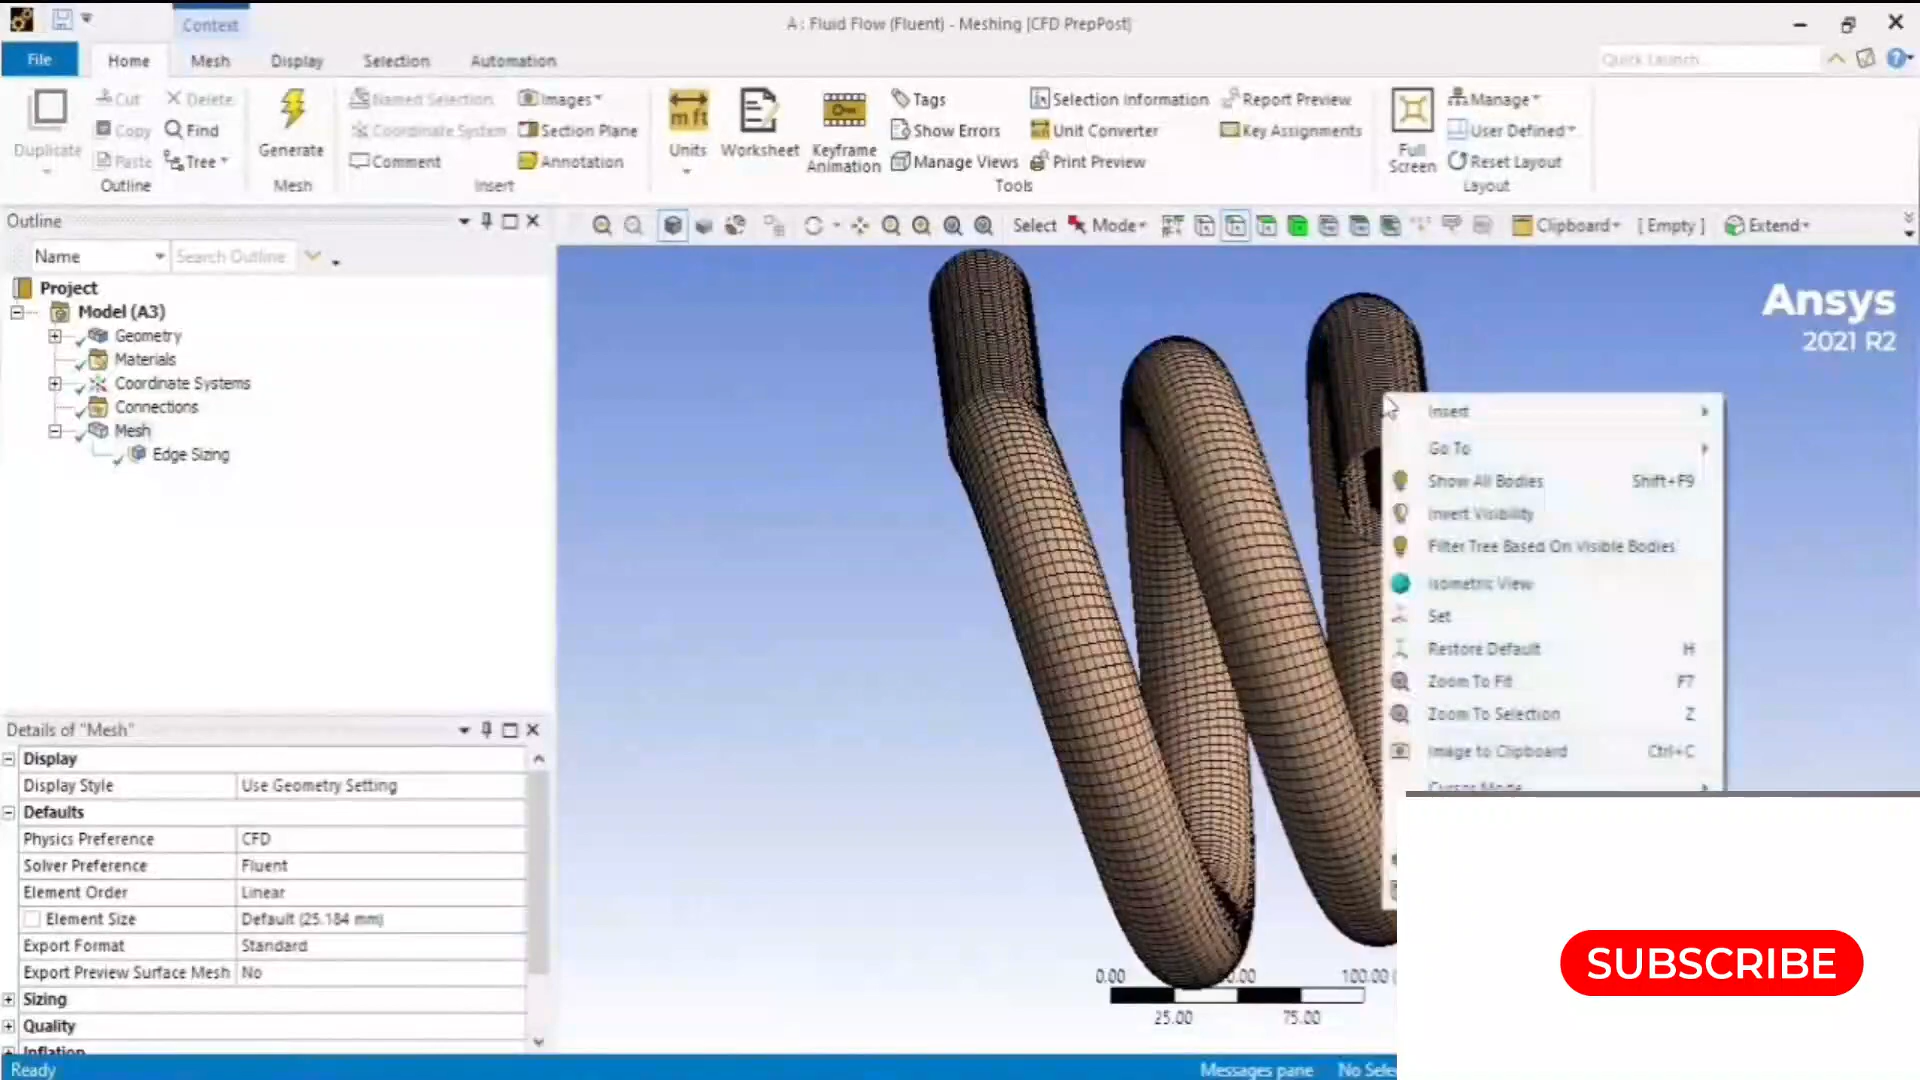 Context
A : Fluid Flow (Fluent) - Meshing [CFD PrepPost]
File Home Mesh Display Selection Automation
Quick Launch...
Duplicate
Cut
Copy
Paste
Delete
Find
Tree
Outline
Generate
Mesh
Named Selection
Coordinate System
Comment
Images
Section Plane
Annotation
Insert
Units
Worksheet
Keyframe
Animation
Tags
Show Errors
Manage Views
Selection Information
Unit Converter
Print Preview
Report Preview
Key Assignments
Tools
Full
Screen
Manage
User Defined
Reset Layout
Layout
Outline
Name Search Outline
Select Mode Clipboard [ Empty ] Extend
Project
Model (A3)
Geometry
Materials
Coordinate Systems
Connections
Mesh
Edge Sizing
Ansys
2021 R2
Insert
Go To
Show All Bodies Shift+F9
Invert Visibility
Filter Tree Based On Visible Bodies
Isometric View
Set
Restore Default H
Zoom To Fit F7
Zoom To Selection Z
Image to Clipboard Ctrl+C
Cursor Mode
Details of "Mesh"
Display
Display Style Use Geometry Setting
Defaults
Physics Preference CFD
Solver Preference Fluent
Element Order Linear
Element Size Default (25.184 mm)
Export Format Standard
Export Preview Surface Mesh No
Sizing
Quality
Inflation
0.00 100.00
25.00 75.00
SUBSCRIBE
Ready
Messages pane No Sele